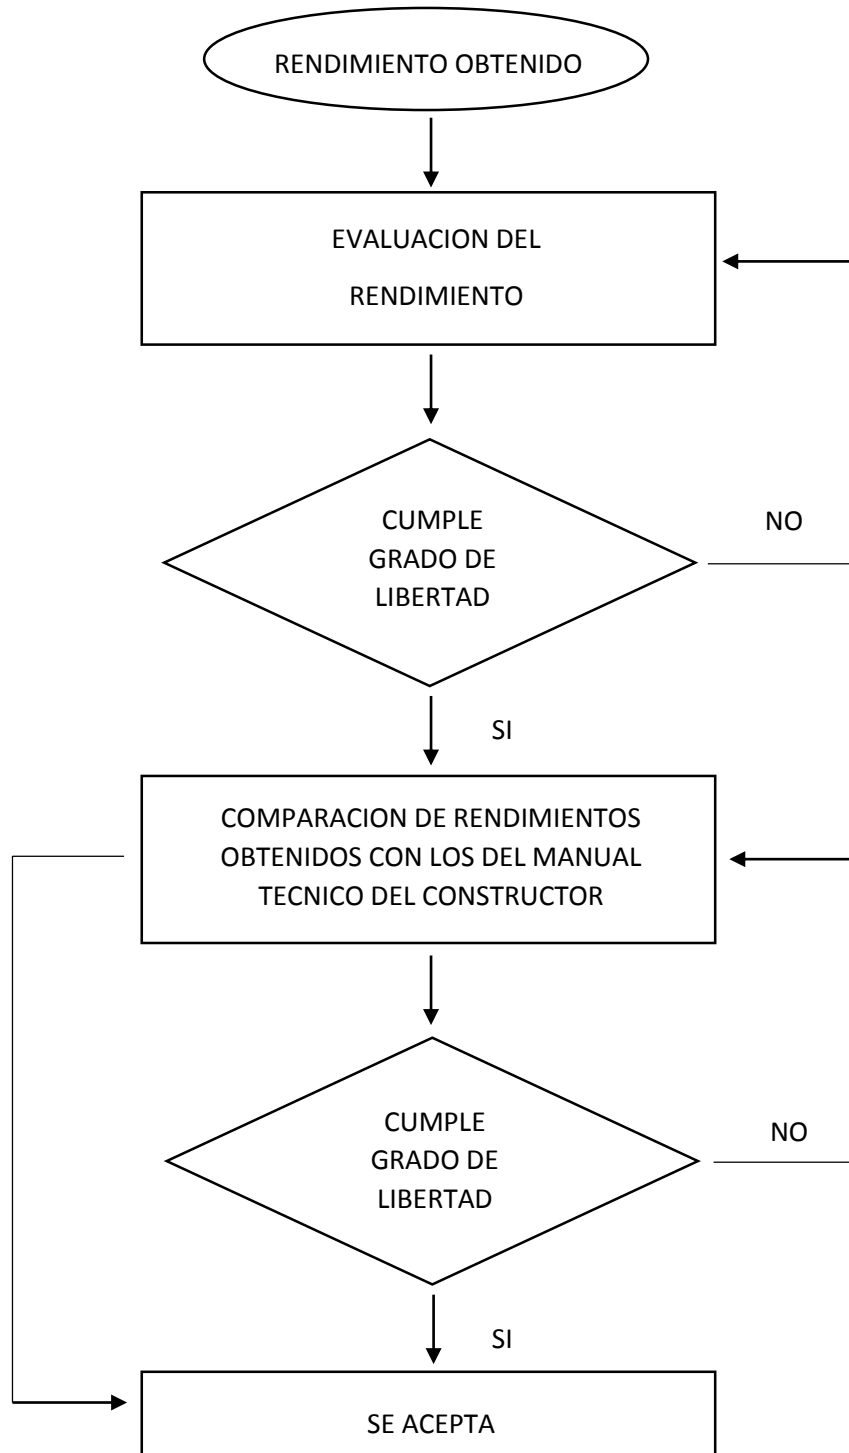 RENDIMIENTO OBTENIDO
EVALUACION DEL
RENDIMIENTO
CUMPLE
GRADO DE
LIBERTAD
NO
SI
COMPARACION DE RENDIMIENTOS
OBTENIDOS CON LOS DEL MANUAL
TECNICO DEL CONSTRUCTOR
CUMPLE
GRADO DE
LIBERTAD
NO
SI
SE ACEPTA